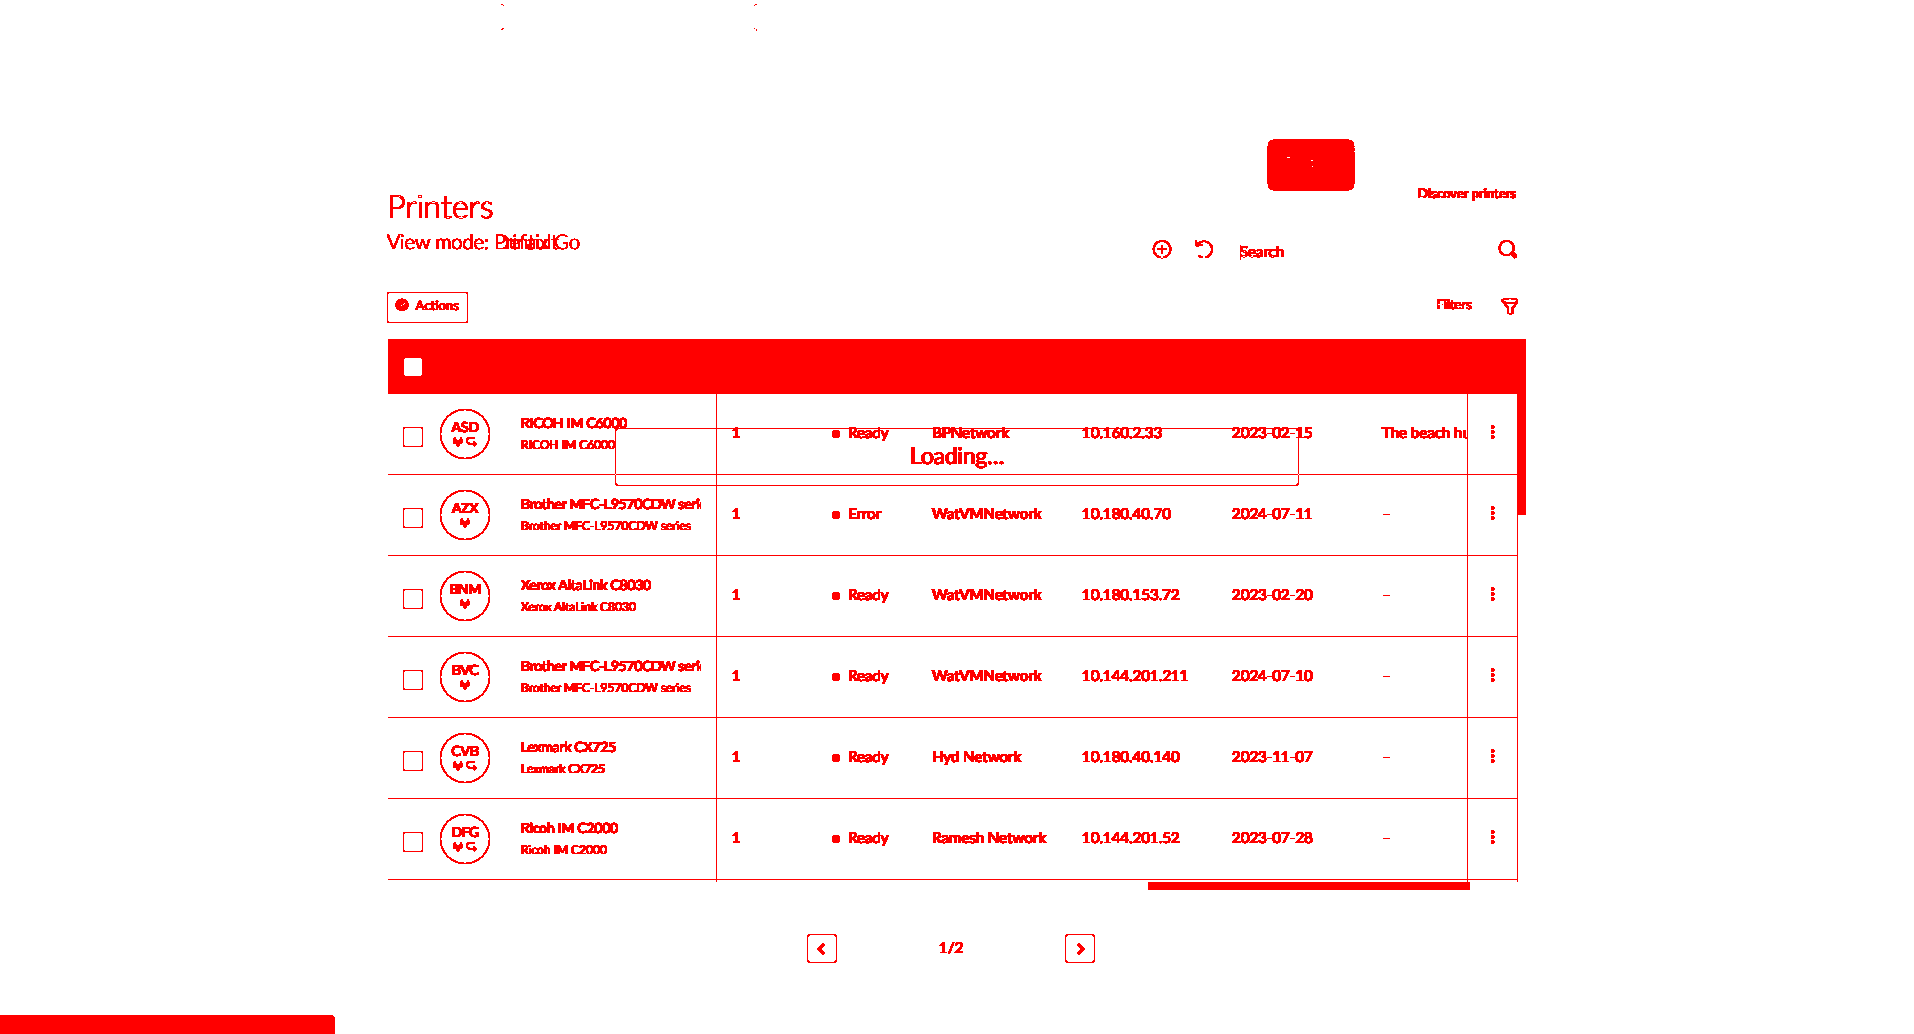 Discover printers
Printers
View mode:
Search
Actions
Filters
ASD RICOH IM C6000 1 Ready BPNetwork 10.160.2.33 2023-02-15 The beach hu
RICOH IM C6000
Loading...
AZX Brother MFC-L9570CDW seri 1 Error WatVMNetwork 10.180.40.70 2024-07-11 –
Brother MFC-L9570CDW series
BNM Xerox AltaLink C8030 1 Ready WatVMNetwork 10.180.153.72 2023-02-20 –
Xerox AltaLink C8030
BVC Brother MFC-L9570CDW seri 1 Ready WatVMNetwork 10.144.201.211 2024-07-10 –
Brother MFC-L9570CDW series
CVB Lexmark CX725 1 Ready Hyd Network 10.180.40.140 2023-11-07 –
Lexmark CX725
DFG Ricoh IM C2000 1 Ready Ramesh Network 10.144.201.52 2023-07-28 –
Ricoh IM C2000
1/2